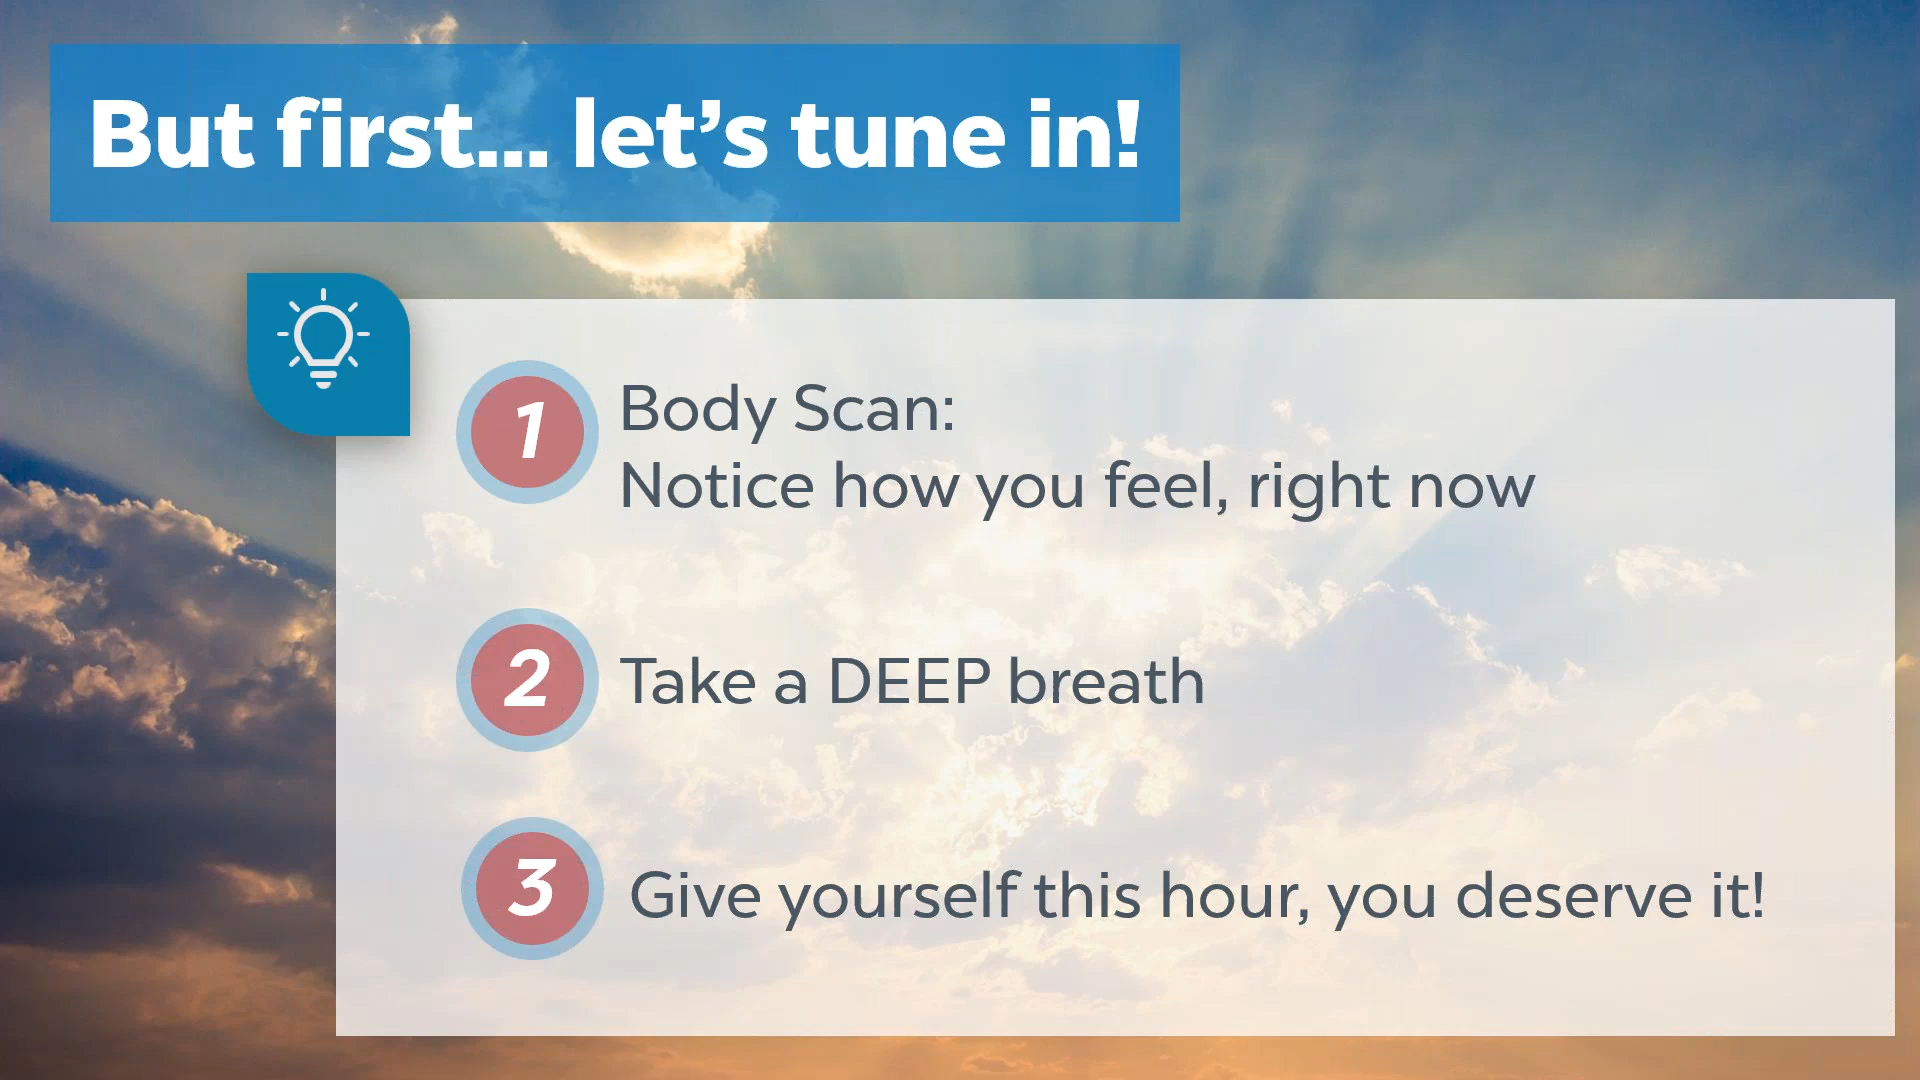 But first... let’s tune in!
1
Body Scan:
Notice how you feel, right now
2
Take a DEEP breath
3
Give yourself this hour, you deserve it!